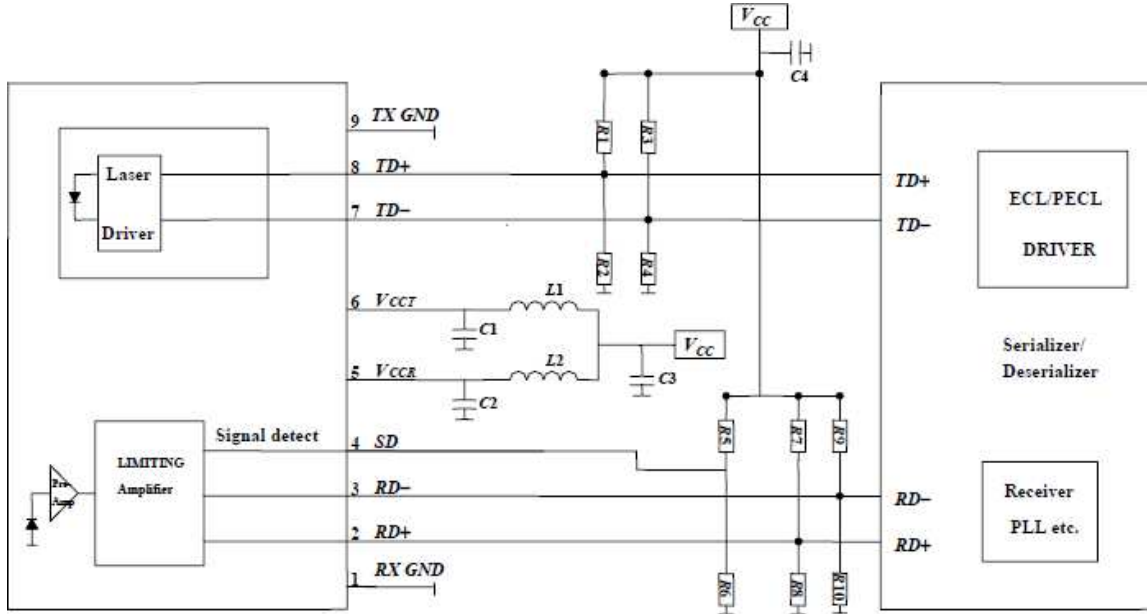 VCC
C4
9 TX GND
R1 R3
Laser
Driver
8 TD+
TD+
7 TD−
TD−
ECL/PECL
DRIVER
R2 R4
6 VCCT
L1
C1
VCC
5 VCCR
L2
C2
C3
Serializer/
Deserializer
R5 R7 R9
Signal detect
4 SD
LIMITING
Amplifier
Pre
Amp
3 RD−
RD−
2 RD+
RD+
Receiver
PLL etc.
1 RX GND
R6 R8 R10